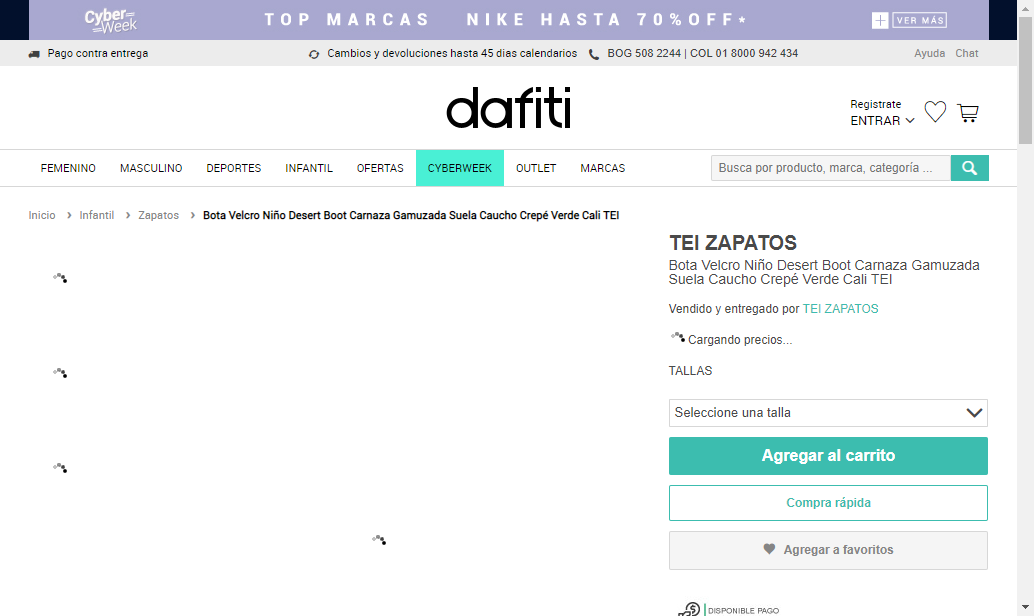 Cyber Week TOP MARCAS NIKE HASTA 70%OFF* + VER MÁS
Pago contra entrega Cambios y devoluciones hasta 45 dias calendarios BOG 508 2244 | COL 01 8000 942 434 Ayuda Chat
dafiti
Registrate
ENTRAR
FEMENINO MASCULINO DEPORTES INFANTIL OFERTAS CYBERWEEK OUTLET MARCAS Busca por producto, marca, categoría ...
Inicio > Infantil > Zapatos > Bota Velcro Niño Desert Boot Carnaza Gamuzada Suela Caucho Crepé Verde Cali TEI
TEI ZAPATOS
Bota Velcro Niño Desert Boot Carnaza Gamuzada
Suela Caucho Crepé Verde Cali TEI
Vendido y entregado por TEI ZAPATOS
Cargando precios...
TALLAS
Seleccione una talla
Agregar al carrito
Compra rápida
Agregar a favoritos
DISPONIBLE PAGO